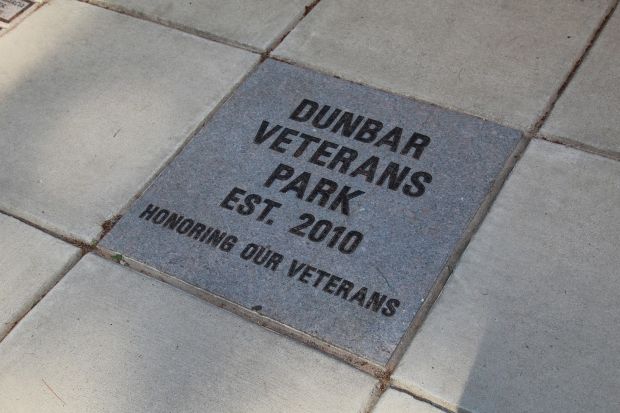 DUNBAR
VETERANS
PARK
EST. 2010
HONORING OUR VETERANS